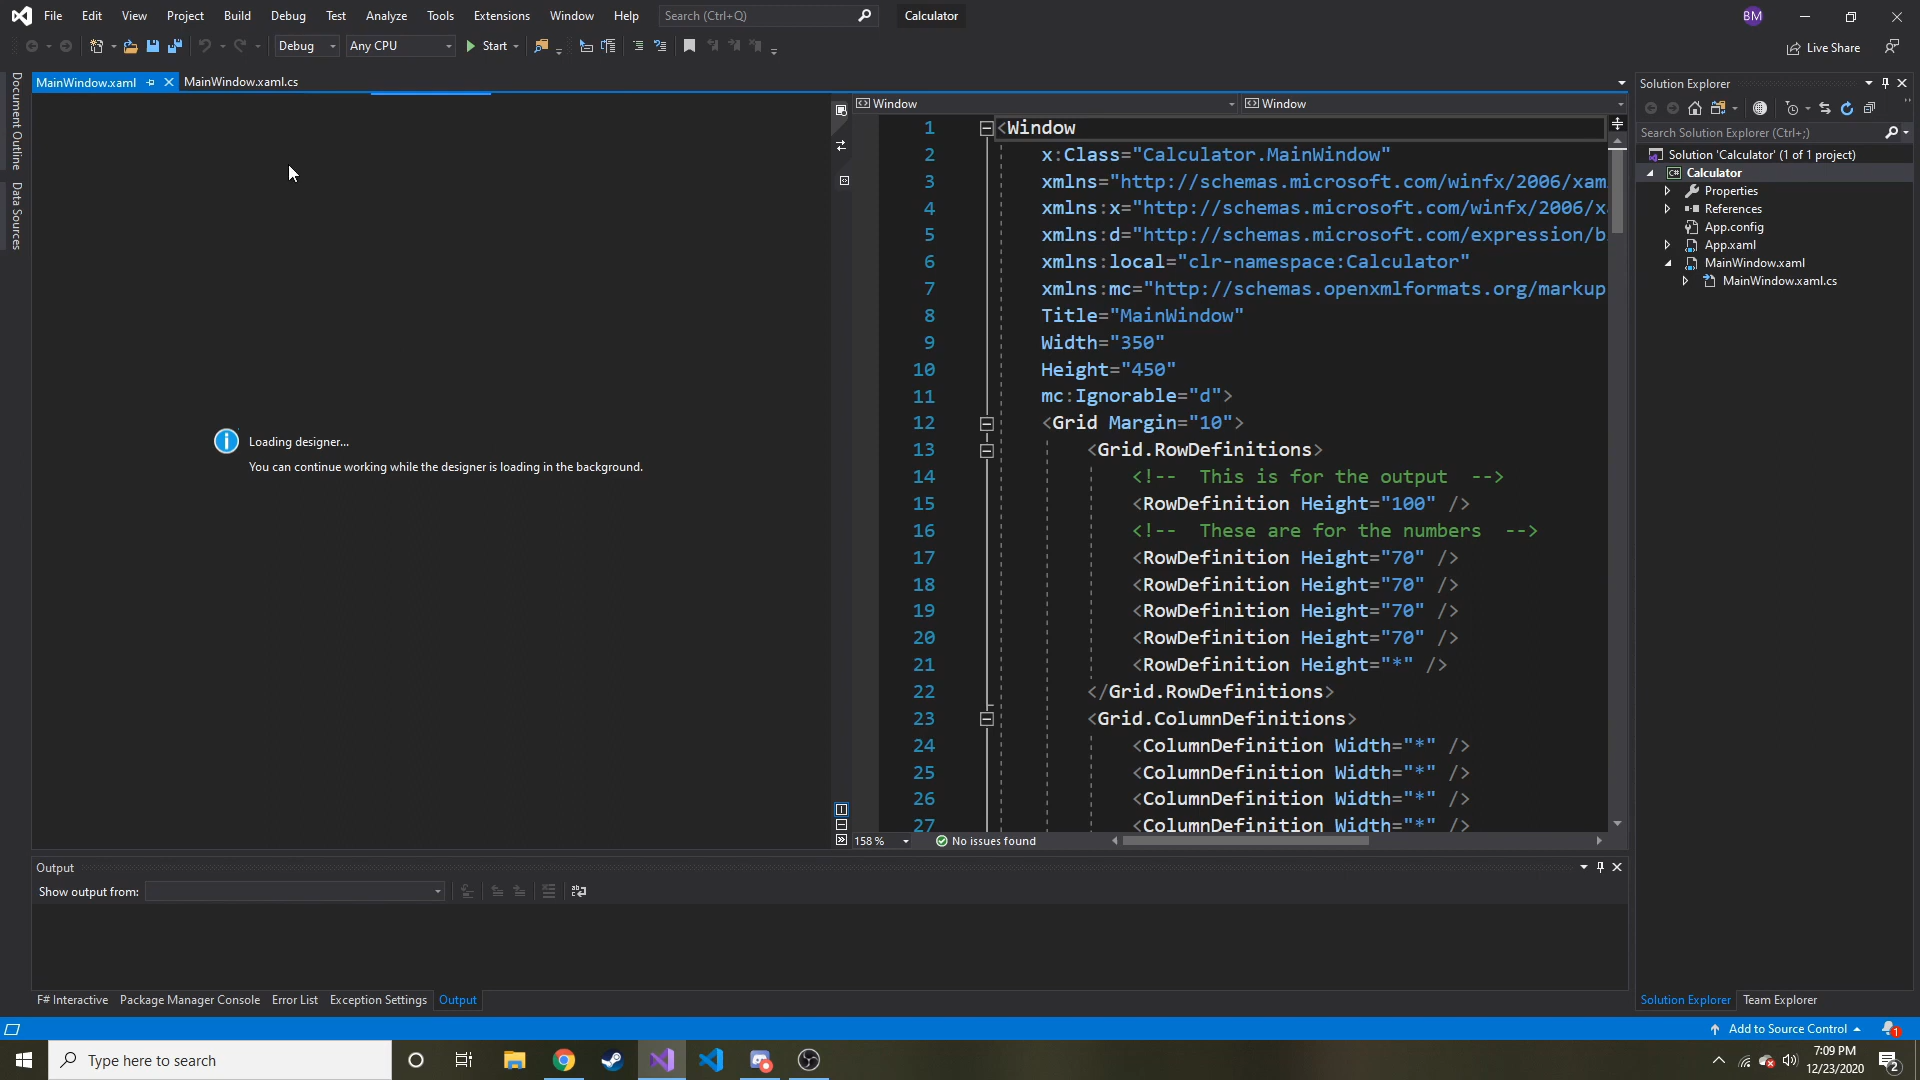 File Edit View Project Build Debug Test Analyze Tools Extensions Window Help Search (Ctrl+Q) Calculator BM
Debug Any CPU Start Live Share
Document Outline
Data Sources
MainWindow.xaml MainWindow.xaml.cs
Loading designer...
You can continue working while the designer is loading in the background.
Window Window
1 <Window
2 x:Class="Calculator.MainWindow"
3 xmlns="http://schemas.microsoft.com/winfx/2006/xam
4 xmlns:x="http://schemas.microsoft.com/winfx/2006/x
5 xmlns:d="http://schemas.microsoft.com/expression/b
6 xmlns:local="clr-namespace:Calculator"
7 xmlns:mc="http://schemas.openxmlformats.org/markup
8 Title="MainWindow"
9 Width="350"
10 Height="450"
11 mc:Ignorable="d">
12 <Grid Margin="10">
13 <Grid.RowDefinitions>
14 <!-- This is for the output -->
15 <RowDefinition Height="100" />
16 <!-- These are for the numbers -->
17 <RowDefinition Height="70" />
18 <RowDefinition Height="70" />
19 <RowDefinition Height="70" />
20 <RowDefinition Height="70" />
21 <RowDefinition Height="*" />
22 </Grid.RowDefinitions>
23 <Grid.ColumnDefinitions>
24 <ColumnDefinition Width="*" />
25 <ColumnDefinition Width="*" />
26 <ColumnDefinition Width="*" />
27 <ColumnDefinition Width="*" />
158 % No issues found
Solution Explorer
Search Solution Explorer (Ctrl+;)
Solution 'Calculator' (1 of 1 project)
C# Calculator
Properties
References
App.config
App.xaml
MainWindow.xaml
MainWindow.xaml.cs
Output
Show output from:
F# Interactive Package Manager Console Error List Exception Settings Output
Solution Explorer Team Explorer
Add to Source Control 1
Type here to search
7:09 PM
12/23/2020
2